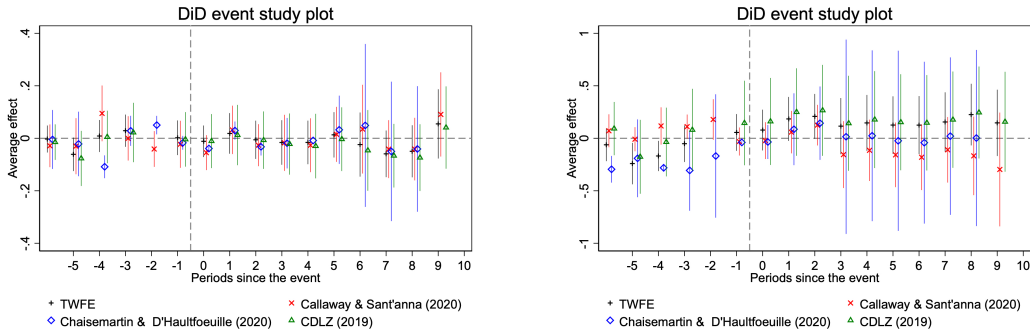 DiD event study plot
Average effect
.4
.2
0
-.2
-.4
-5 -4 -3 -2 -1 0 1 2 3 4 5 6 7 8 9 10
Periods since the event
TWFE
Callaway & Sant'anna (2020)
Chaisemartin & D'Haultfoeuille (2020)
CDLZ (2019)
DiD event study plot
Average effect
1
.5
0
-.5
-1
-5 -4 -3 -2 -1 0 1 2 3 4 5 6 7 8 9 10
Periods since the event
TWFE
Callaway & Sant'anna (2020)
Chaisemartin & D'Haultfoeuille (2020)
CDLZ (2019)